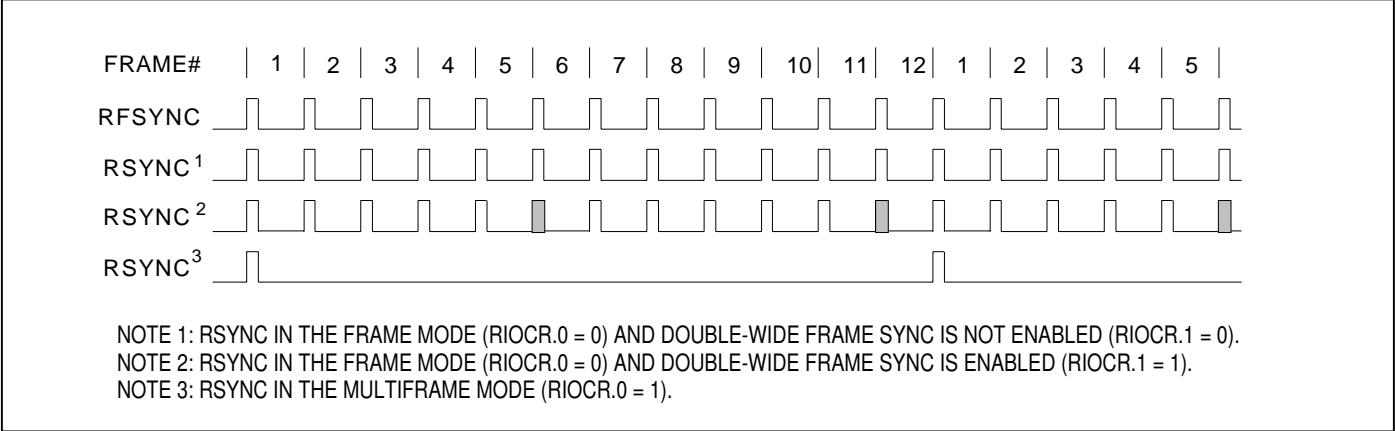 FRAME# 1 2 3 4 5 6 7 8 9 10 11 12 1 2 3 4 5
RFSYNC
RSYNC1
RSYNC2
RSYNC3
NOTE 1: RSYNC IN THE FRAME MODE (RIOCR.0 = 0) AND DOUBLE-WIDE FRAME SYNC IS NOT ENABLED (RIOCR.1 = 0).
NOTE 2: RSYNC IN THE FRAME MODE (RIOCR.0 = 0) AND DOUBLE-WIDE FRAME SYNC IS ENABLED (RIOCR.1 = 1).
NOTE 3: RSYNC IN THE MULTIFRAME MODE (RIOCR.0 = 1).